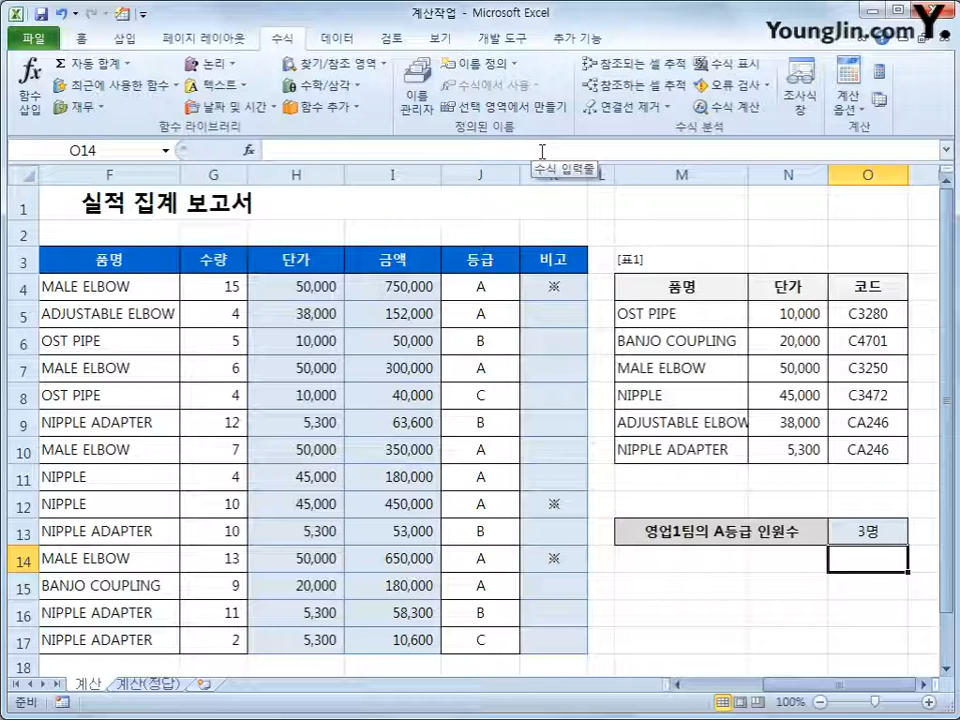 계산작업 - Microsoft Excel
Younglin.com Y.
파일 홈 삽입 페이지 레이아웃 수식 데이터 검토 보기 개발 도구 추가 기능
fx 함수 삽입
Σ 자동 합계
최근에 사용한 함수
재무
논리
텍스트
날짜 및 시간
찾기/참조 영역
수학/삼각
함수 추가
함수 라이브러리
이름 관리자
이름 정의
수식에서 사용
선택 영역에서 만들기
정의된 이름
참조되는 셀 추적
참조하는 셀 추적
연결선 제거
수식 표시
오류 검사
수식 계산
수식 분석
조사식 창
계산 옵션
계산
O14 fx
수식 입력줄
F G H I J L M N O
1 실적 집계 보고서
2
3 품명 수량 단가 금액 등급 비고 [표1]
4 MALE ELBOW 15 50,000 750,000 A ※ 품명 단가 코드
5 ADJUSTABLE ELBOW 4 38,000 152,000 A OST PIPE 10,000 C3280
6 OST PIPE 5 10,000 50,000 B BANJO COUPLING 20,000 C4701
7 MALE ELBOW 6 50,000 300,000 A MALE ELBOW 50,000 C3250
8 OST PIPE 4 10,000 40,000 C NIPPLE 45,000 C3472
9 NIPPLE ADAPTER 12 5,300 63,600 B ADJUSTABLE ELBOW 38,000 CA246
10 MALE ELBOW 7 50,000 350,000 A NIPPLE ADAPTER 5,300 CA246
11 NIPPLE 4 45,000 180,000 A
12 NIPPLE 10 45,000 450,000 A ※
13 NIPPLE ADAPTER 10 5,300 53,000 B 영업1팀의 A등급 인원수 3명
14 MALE ELBOW 13 50,000 650,000 A ※
15 BANJO COUPLING 9 20,000 180,000 A
16 NIPPLE ADAPTER 11 5,300 58,300 B
17 NIPPLE ADAPTER 2 5,300 10,600 C
18
계산 계산(정답)
준비 100%